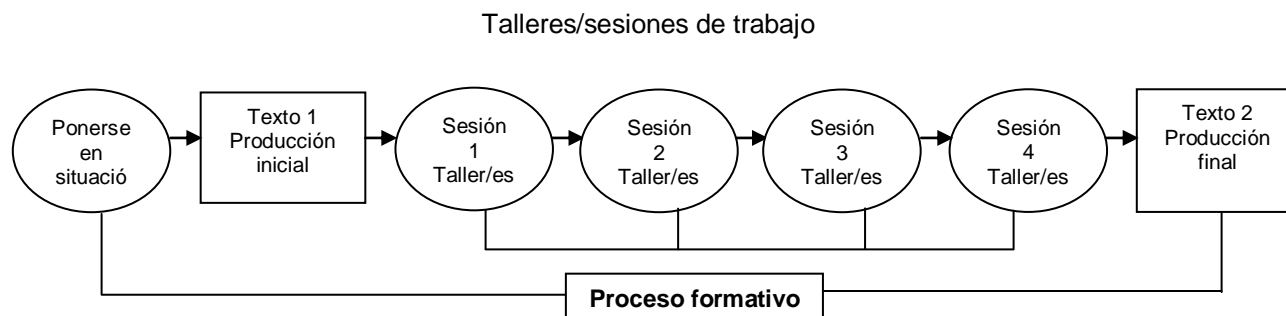 Talleres/sesiones de trabajo
Ponerse
en
situació
Texto 1
Producción
inicial
Sesión
1
Taller/es
Sesión
2
Taller/es
Sesión
3
Taller/es
Sesión
4
Taller/es
Texto 2
Producción
final
Proceso formativo